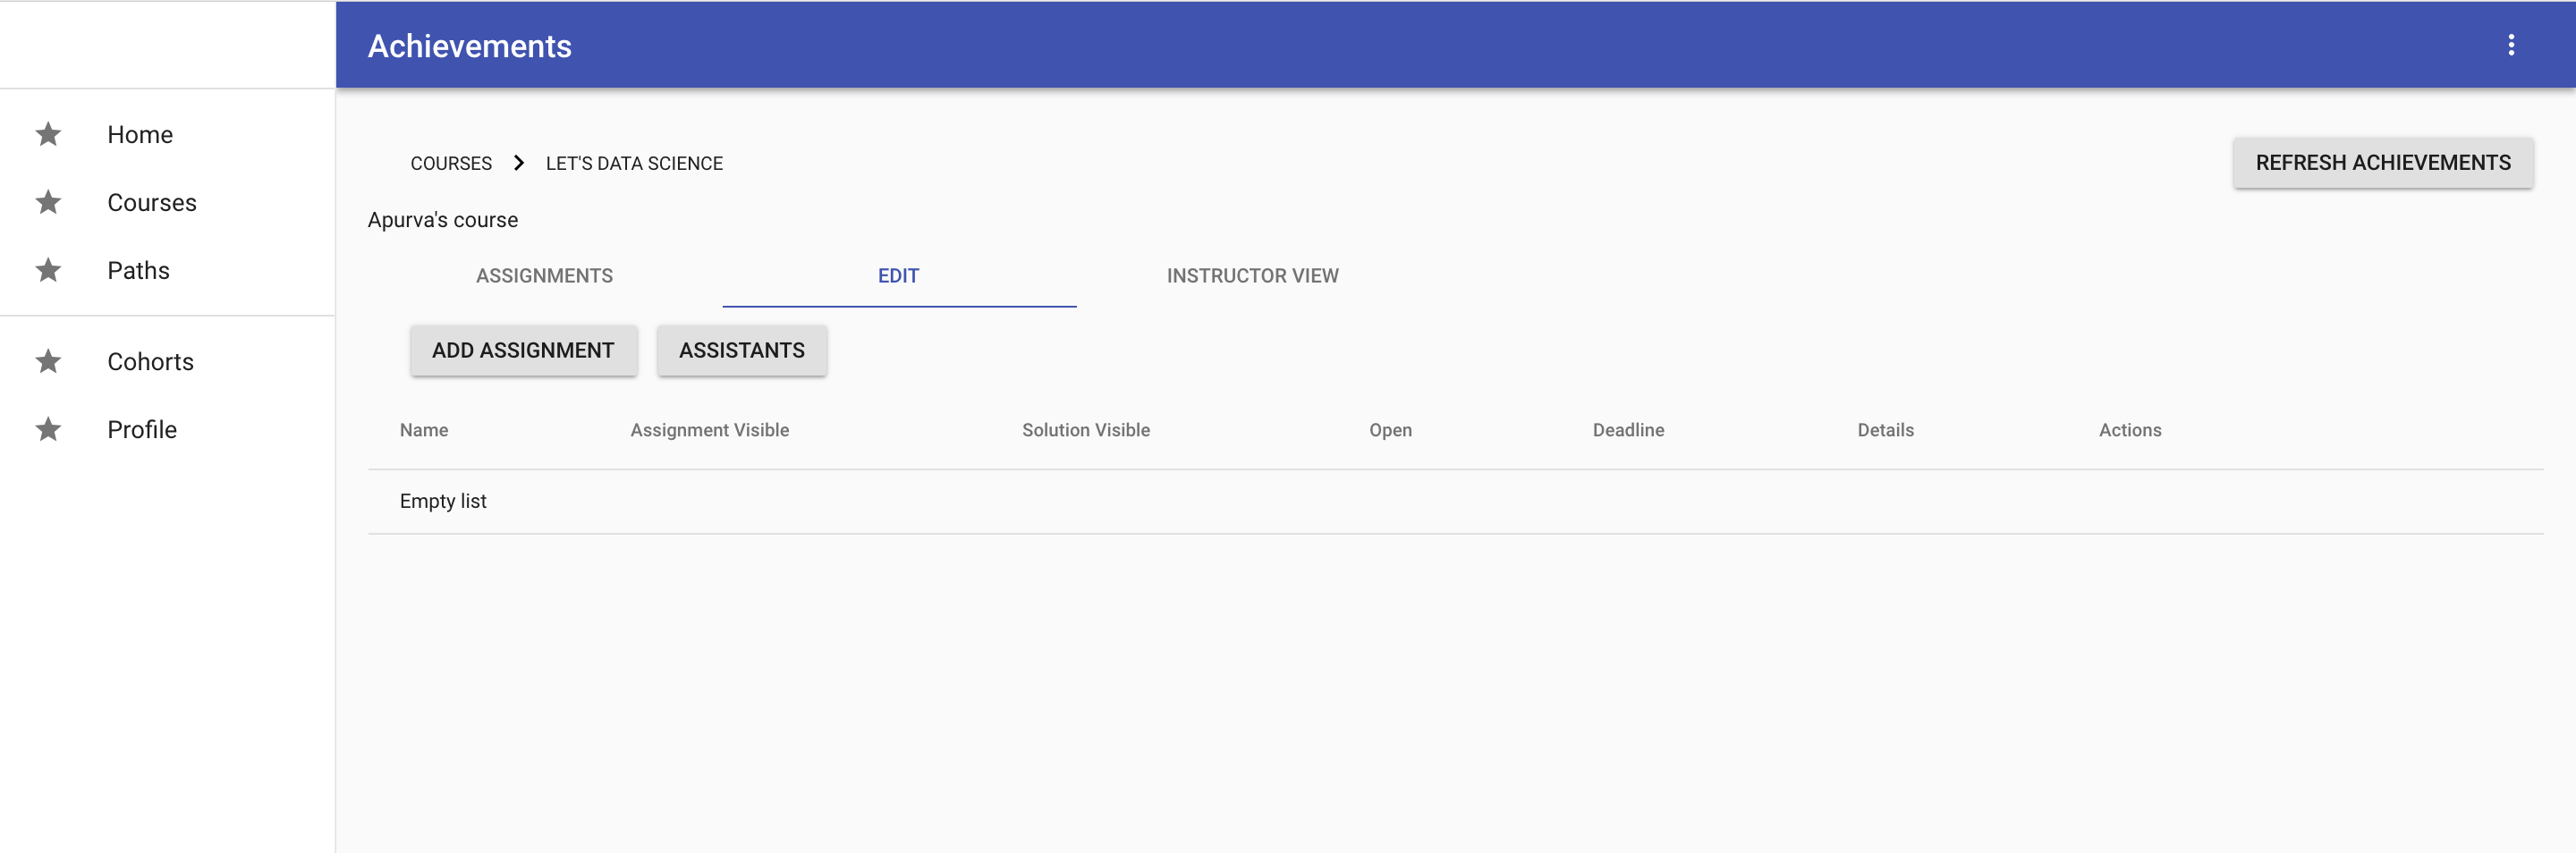 Achievements
Home
Courses
Paths
Cohorts
Profile
COURSES LET'S DATA SCIENCE
REFRESH ACHIEVEMENTS
Apurva's course
ASSIGNMENTS EDIT INSTRUCTOR VIEW
ADD ASSIGNMENT ASSISTANTS
Name Assignment Visible Solution Visible Open Deadline Details Actions
Empty list